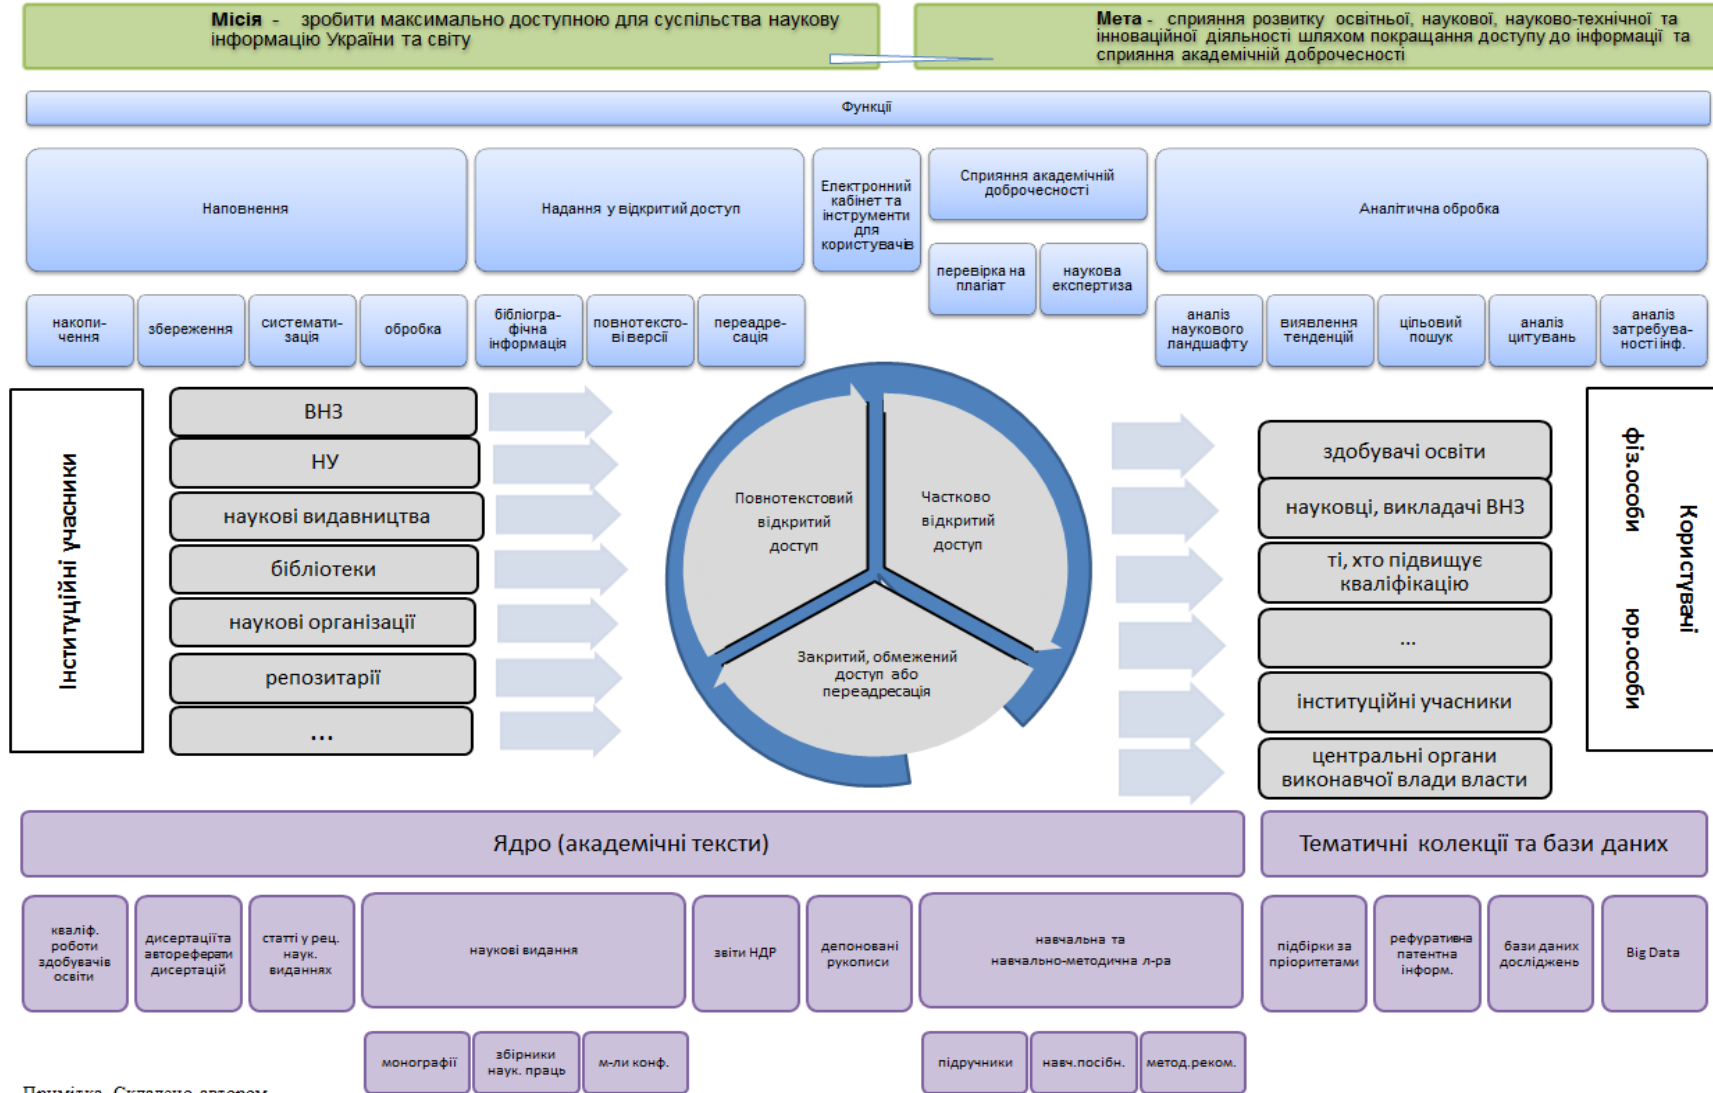 Місія - зробити максимально доступною для суспільства наукову
інформацію України та світу
Мета - сприяння розвитку освітньої, наукової, науково-технічної та
інноваційної діяльності шляхом покращання доступу до інформації та
сприяння академічній доброчесності
Функції
Наповнення
Надання у відкритий доступ
Електронний
кабінет та
інструменти
для
користувачів
Сприяння академічній
доброчесності
Аналітична обробка
перевірка на
плагіат
наукова
експертиза
накопи-
чення
збереження
системати-
зація
обробка
бібліогра-
фічна
інформація
повнотексто-
ві версії
переадре-
сація
аналіз
наукового
ландшафту
виявлення
тенденцій
цільовий
пошук
аналіз
цитувань
аналіз
затребува-
ності інф.
Інституційні учасники
ВНЗ
НУ
наукові видавництва
бібліотеки
наукові організації
репозитарії
...
Повнотекстовий
відкритий
доступ
Частково
відкритий
доступ
Закритий, обмежений
доступ або
переадресація
здобувачі освіти
науковці, викладачі ВНЗ
ті, хто підвищує
кваліфікацію
...
інституційні учасники
центральні органи
виконавчої влади власти
Користувачі
фіз.особи юр.особи
Ядро (академічні тексти)
Тематичні колекції та бази даних
кваліф.
роботи
здобувачів
освіти
дисертації та
автореферати
дисертацій
статті у рец.
наук.
виданнях
наукові видання
звіти НДР
депоновані
рукописи
навчальна та
навчально-методична л-ра
підбірки за
пріоритетами
рефуративна
патентна
інформ.
бази даних
досліджень
Big Data
монографії
збірники
наук. праць
м-ли конф.
підручники
навч.посібн.
метод.реком.
Примітка. Складено автором